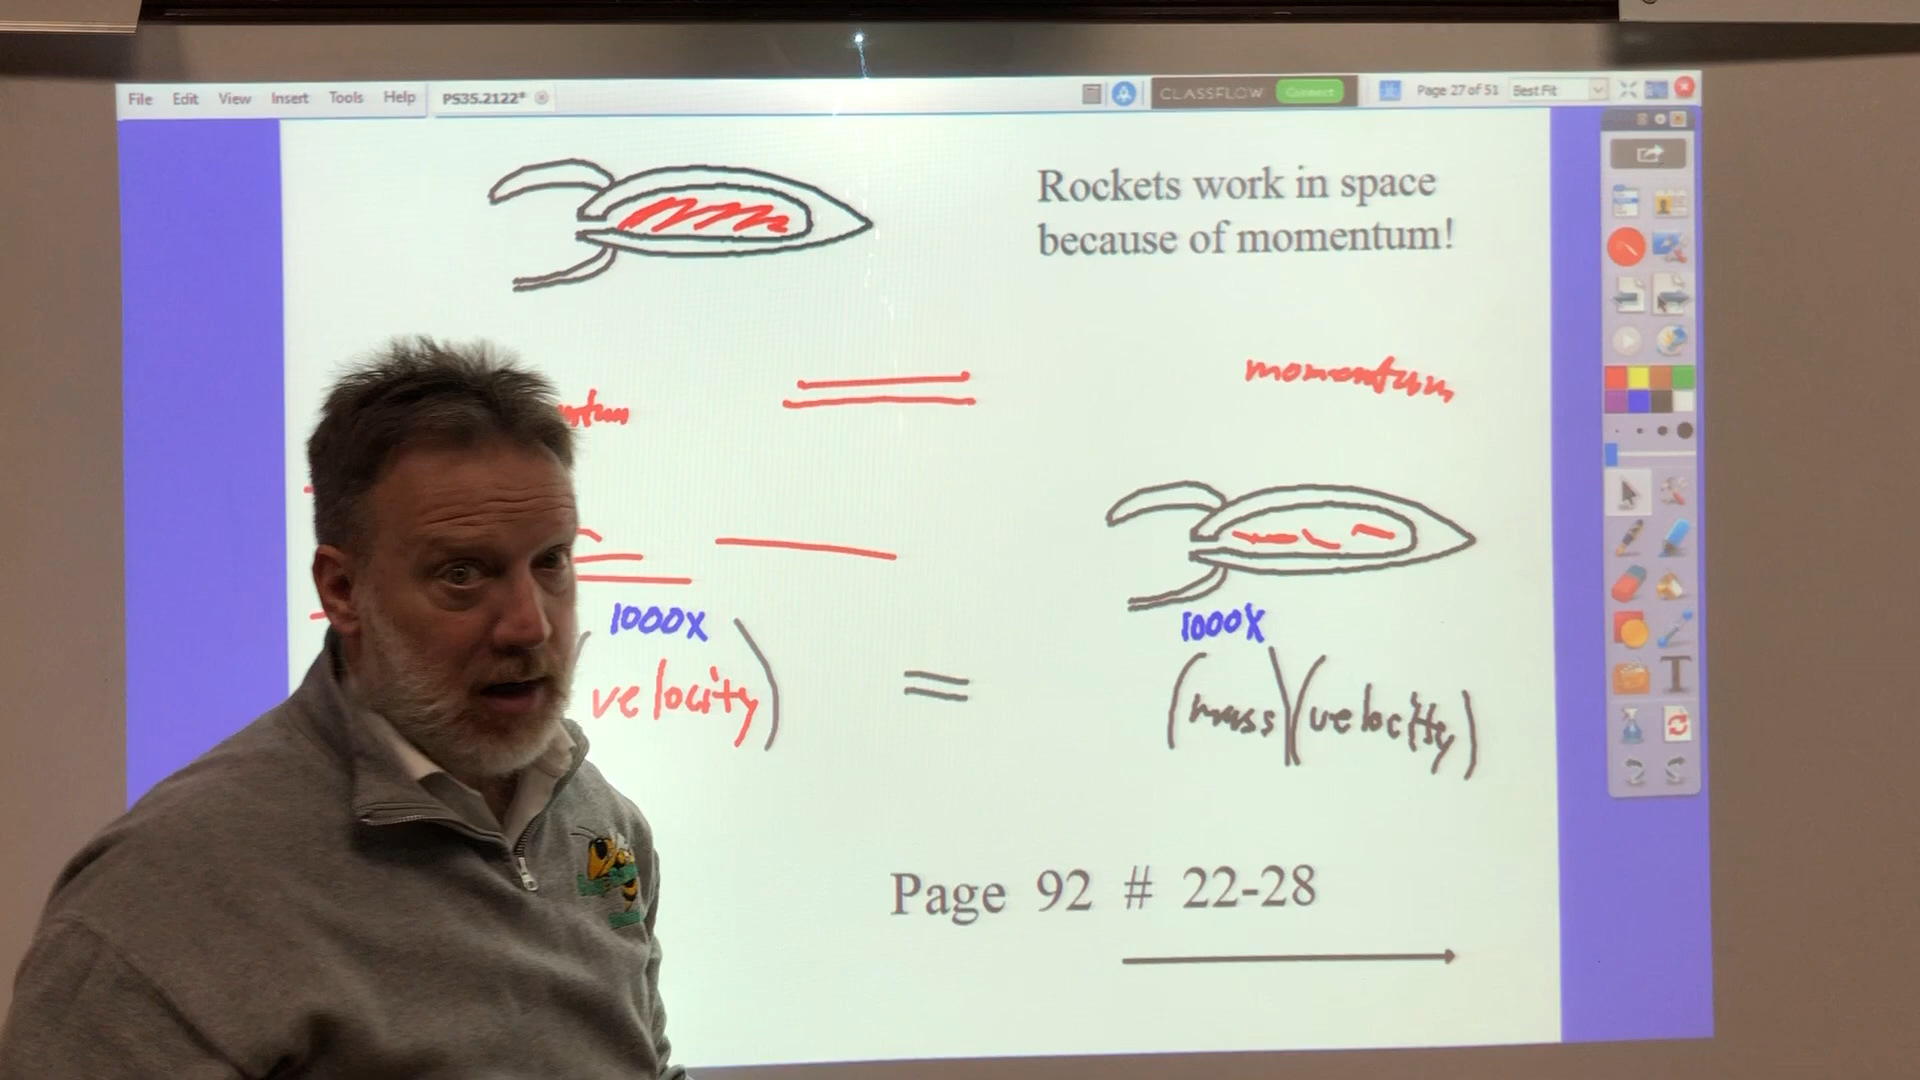 File Edit View Insert Tools Help PS35.2122* CLASSFLOW Connect Page 27 of 51 Best Fit
Rockets work in space
because of momentum!
momentum
1000X
1000X
velocity)
=
(mass)(velocity)
Page 92 # 22-28
T